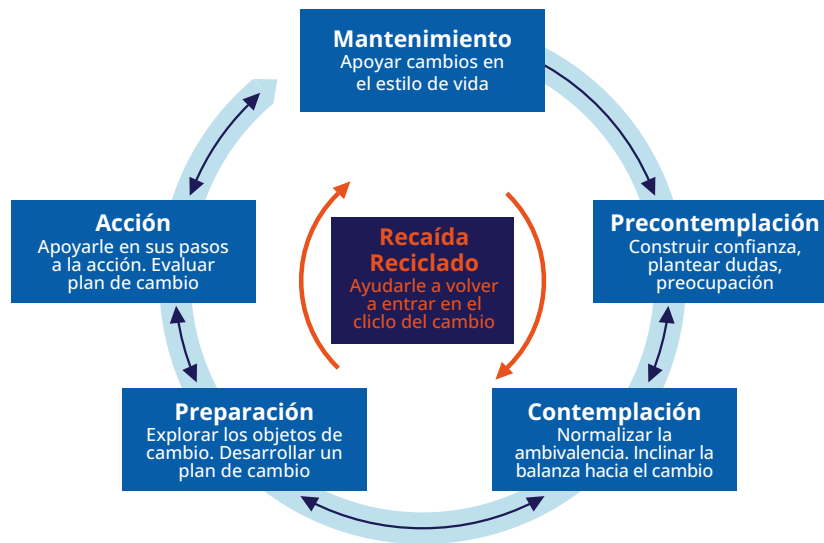 Mantenimiento
Apoyar cambios en
el estilo de vida
Acción
Apoyarle en sus pasos
a la acción. Evaluar
plan de cambio
Recaída
Reciclado
Ayudarle a volver
a entrar en el
cliclo del cambio
Precontemplación
Construir confianza,
plantear dudas,
preocupación
Preparación
Explorar los objetos de
cambio. Desarrollar un
plan de cambio
Contemplación
Normalizar la
ambivalencia. Inclinar la
balanza hacia el cambio